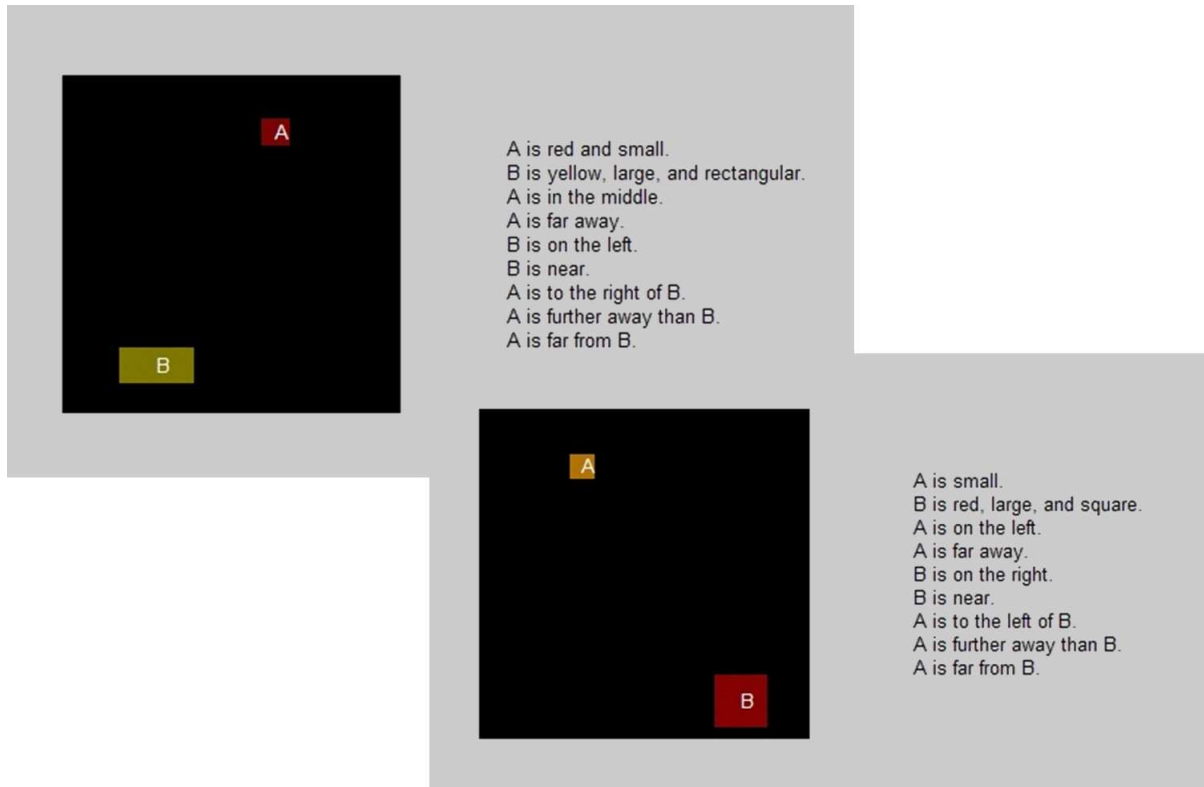 A
B
A is red and small.
B is yellow, large, and rectangular.
A is in the middle.
A is far away.
B is on the left.
B is near.
A is to the right of B.
A is further away than B.
A is far from B.
A
B
A is small.
B is red, large, and square.
A is on the left.
A is far away.
B is on the right.
B is near.
A is to the left of B.
A is further away than B.
A is far from B.